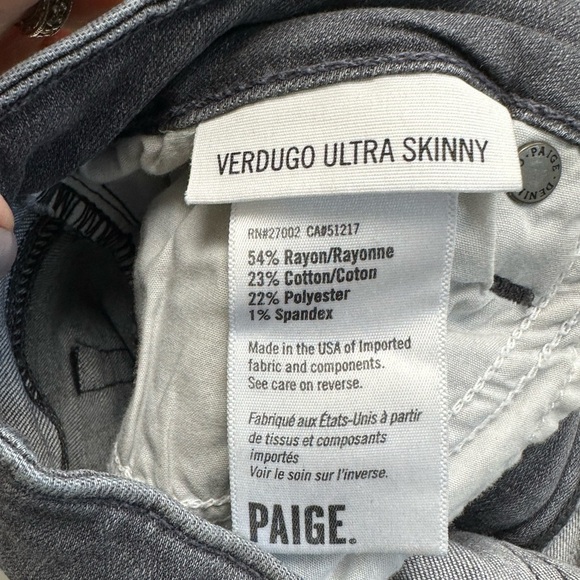 VERDUGO ULTRA SKINNY
PAIGE
RN#27002 CA#51217
54% Rayon/Rayonne
23% Cotton/Coton
22% Polyester
1% Spandex
Made in the USA of Imported
fabric and components.
See care on reverse.
Fabriqué aux États-Unis à partir
de tissus et composants
importés
Voir le soin sur l'inverse.
PAIGE.